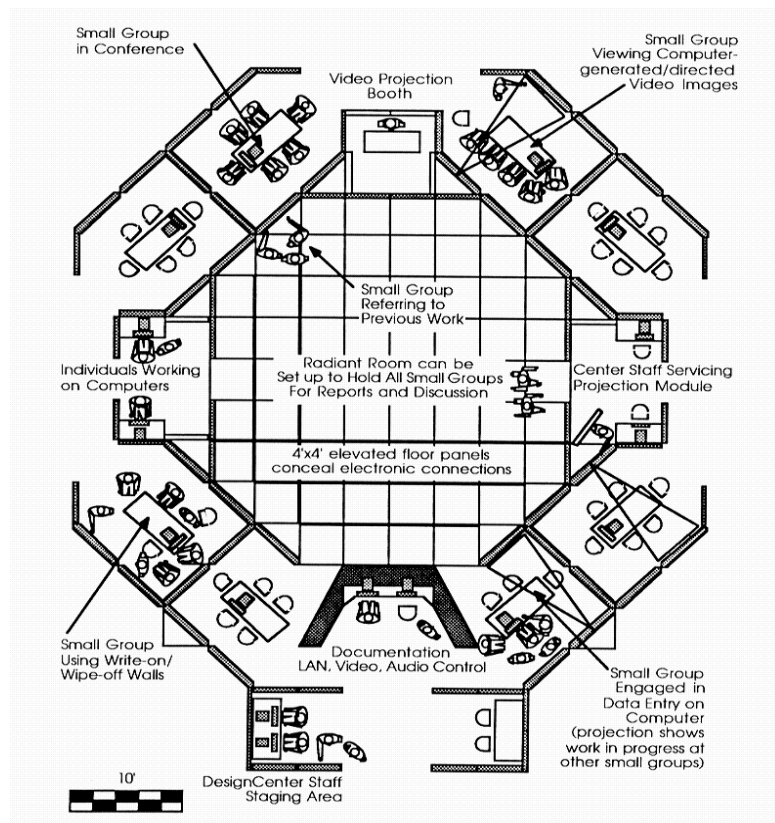 Small Group
in Conference
Video Projection
Booth
Small Group
Viewing Computer-
generated/directed
Video Images
Small Group
Referring to
Previous Work
Individuals Working
on Computers
Radiant Room can be
Set up to Hold All Small Groups
For Reports and Discussion
Center Staff Servicing
Projection Module
4'x4' elevated floor panels
conceal electronic connections
Small Group
Using Write-on/
Wipe-off Walls
Documentation
LAN, Video, Audio Control
Small Group
Engaged in
Data Entry on
Computer
(projection shows
work in progress at
other small groups)
DesignCenter Staff
Staging Area
10'